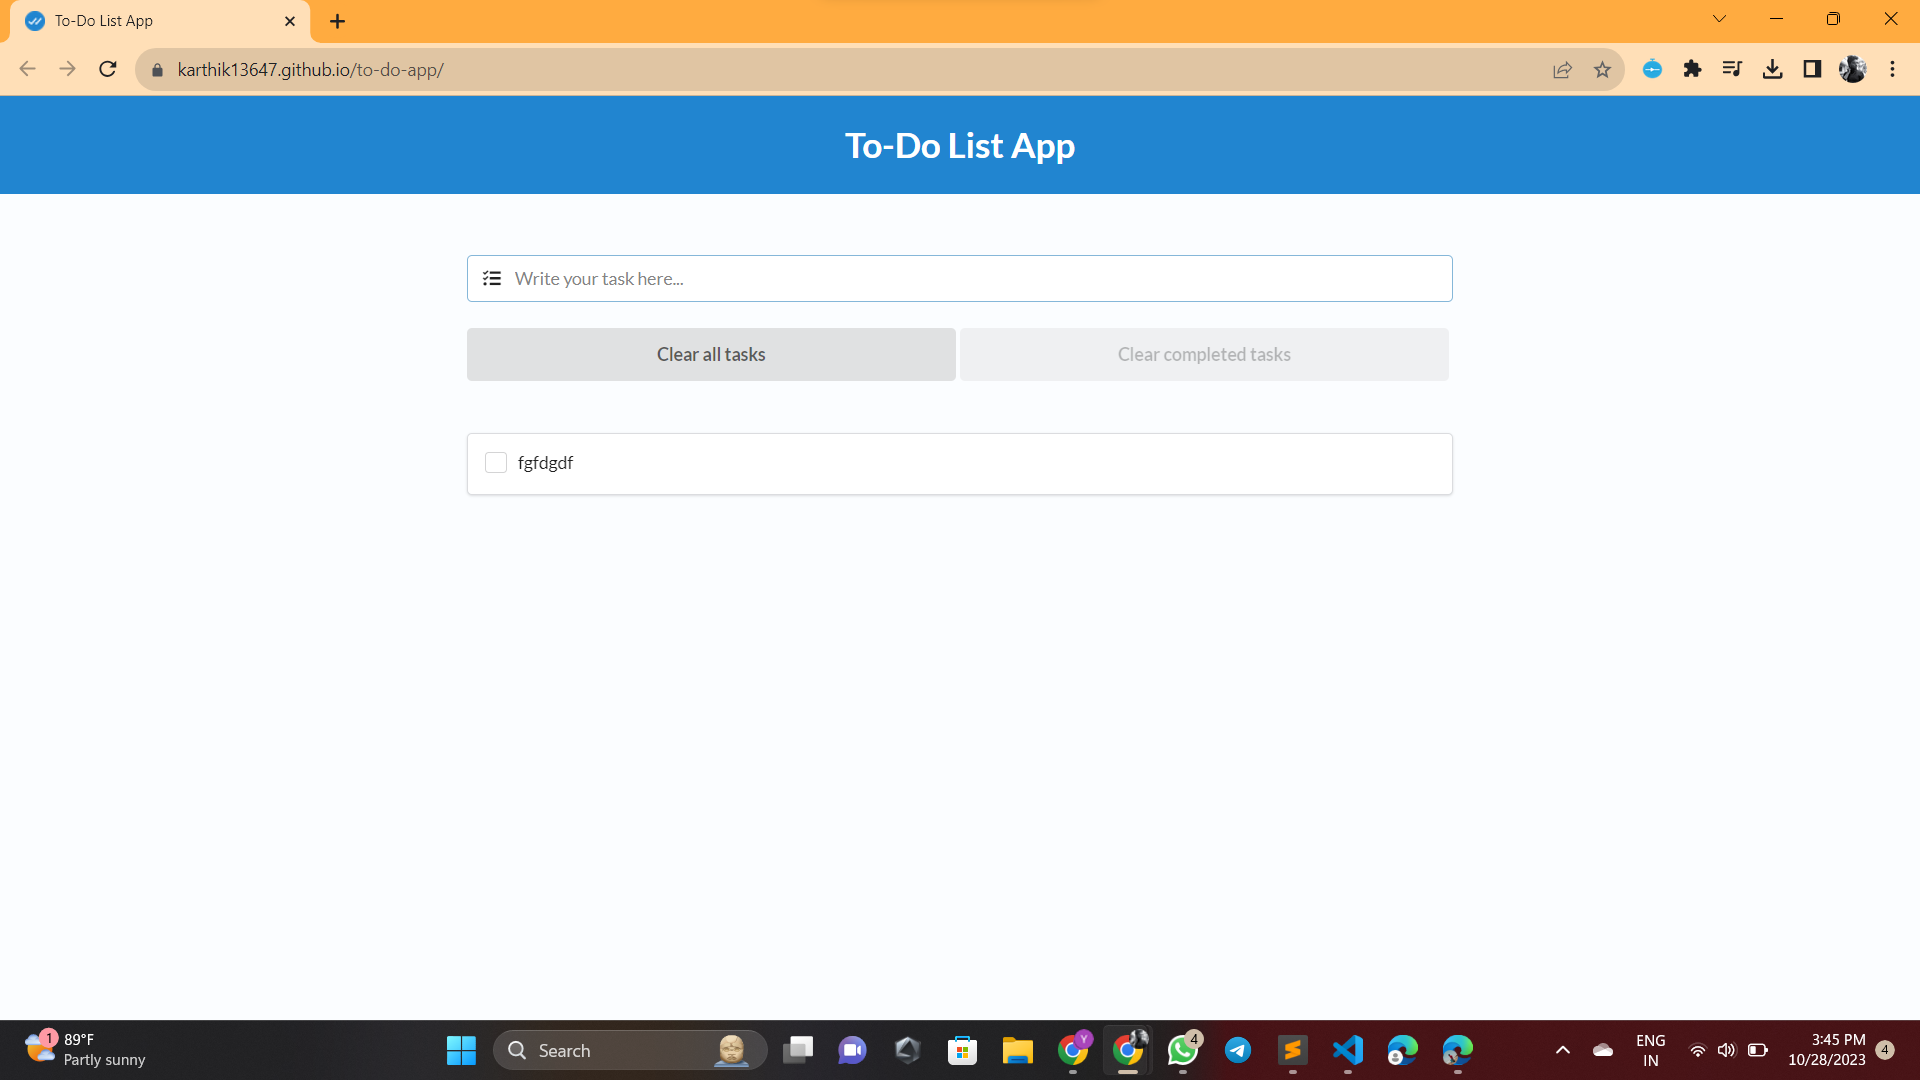 To-Do List App
karthik13647.github.io/to-do-app/
To-Do List App
Write your task here...
Clear all tasks
Clear completed tasks
fgfdgdf
1
89°F
Partly sunny
Search
Y
4
ENG
IN
3:45 PM
10/28/2023
4